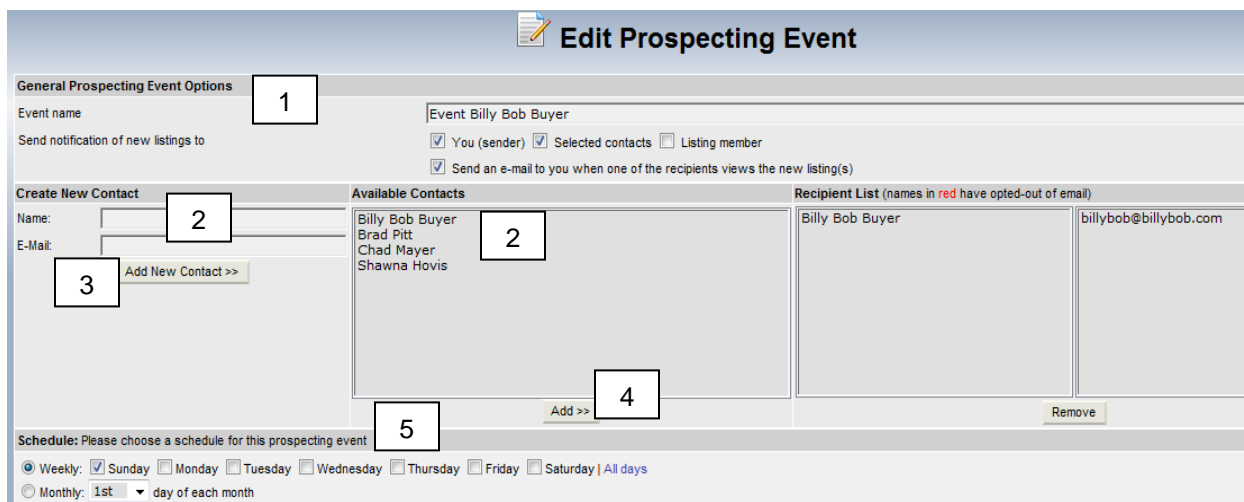 Edit Prospecting Event
General Prospecting Event Options
1
Event name
Event Billy Bob Buyer
Send notification of new listings to
You (sender) Selected contacts Listing member
Send an e-mail to you when one of the recipients views the new listing(s)
Create New Contact
Name:
2
E-Mail:
3
Add New Contact >>
Available Contacts
Billy Bob Buyer
Brad Pitt
Chad Mayer
Shawna Hovis
2
Add >>
4
Recipient List (names in red have opted-out of email)
Billy Bob Buyer billybob@billybob.com
Remove
5
Schedule: Please choose a schedule for this prospecting event
Weekly: Sunday Monday Tuesday Wednesday Thursday Friday Saturday | All days
Monthly: 1st day of each month